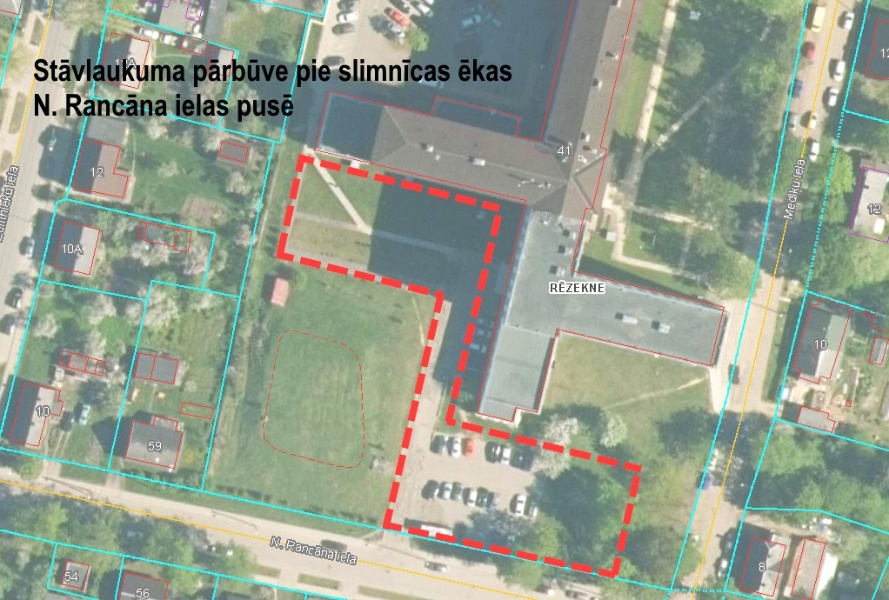 Stāvlaukuma pārbūve pie slimnīcas ēkas
N. Rancāna ielas pusē
12
41
Mediķu iela
12
10A
RĒZEKNE
10
10
59
N. Rancāna iela
54
56
8